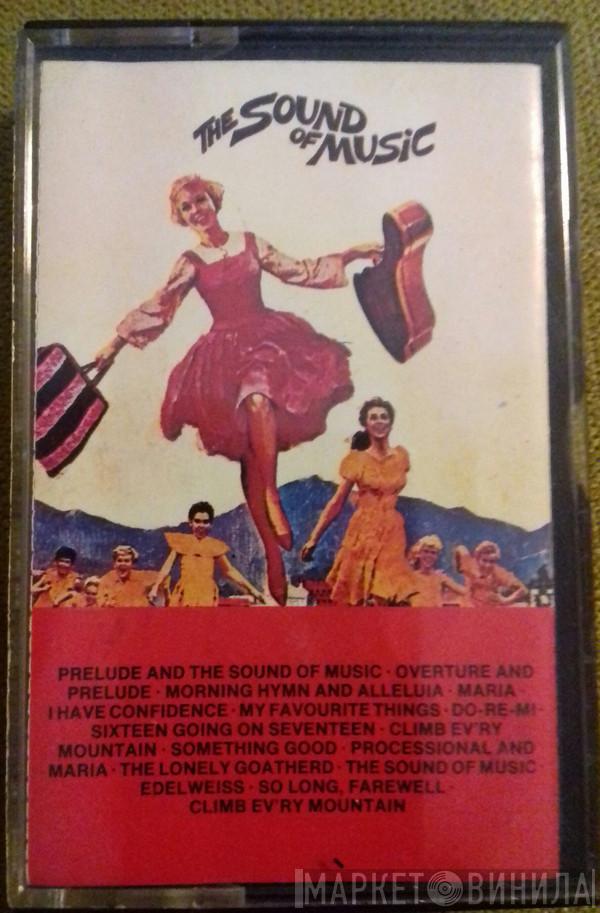 THE SOUND
OF MUSIC
PRELUDE AND THE SOUND OF MUSIC · OVERTURE AND
PRELUDE · MORNING HYMN AND ALLELUIA · MARIA ·
I HAVE CONFIDENCE · MY FAVOURITE THINGS · DO-RE-MI ·
SIXTEEN GOING ON SEVENTEEN · CLIMB EV'RY
MOUNTAIN · SOMETHING GOOD · PROCESSIONAL AND
MARIA · THE LONELY GOATHERD · THE SOUND OF MUSIC ·
EDELWEISS · SO LONG, FAREWELL ·
CLIMB EV'RY MOUNTAIN
МАРКЕТ ВИНИЛА